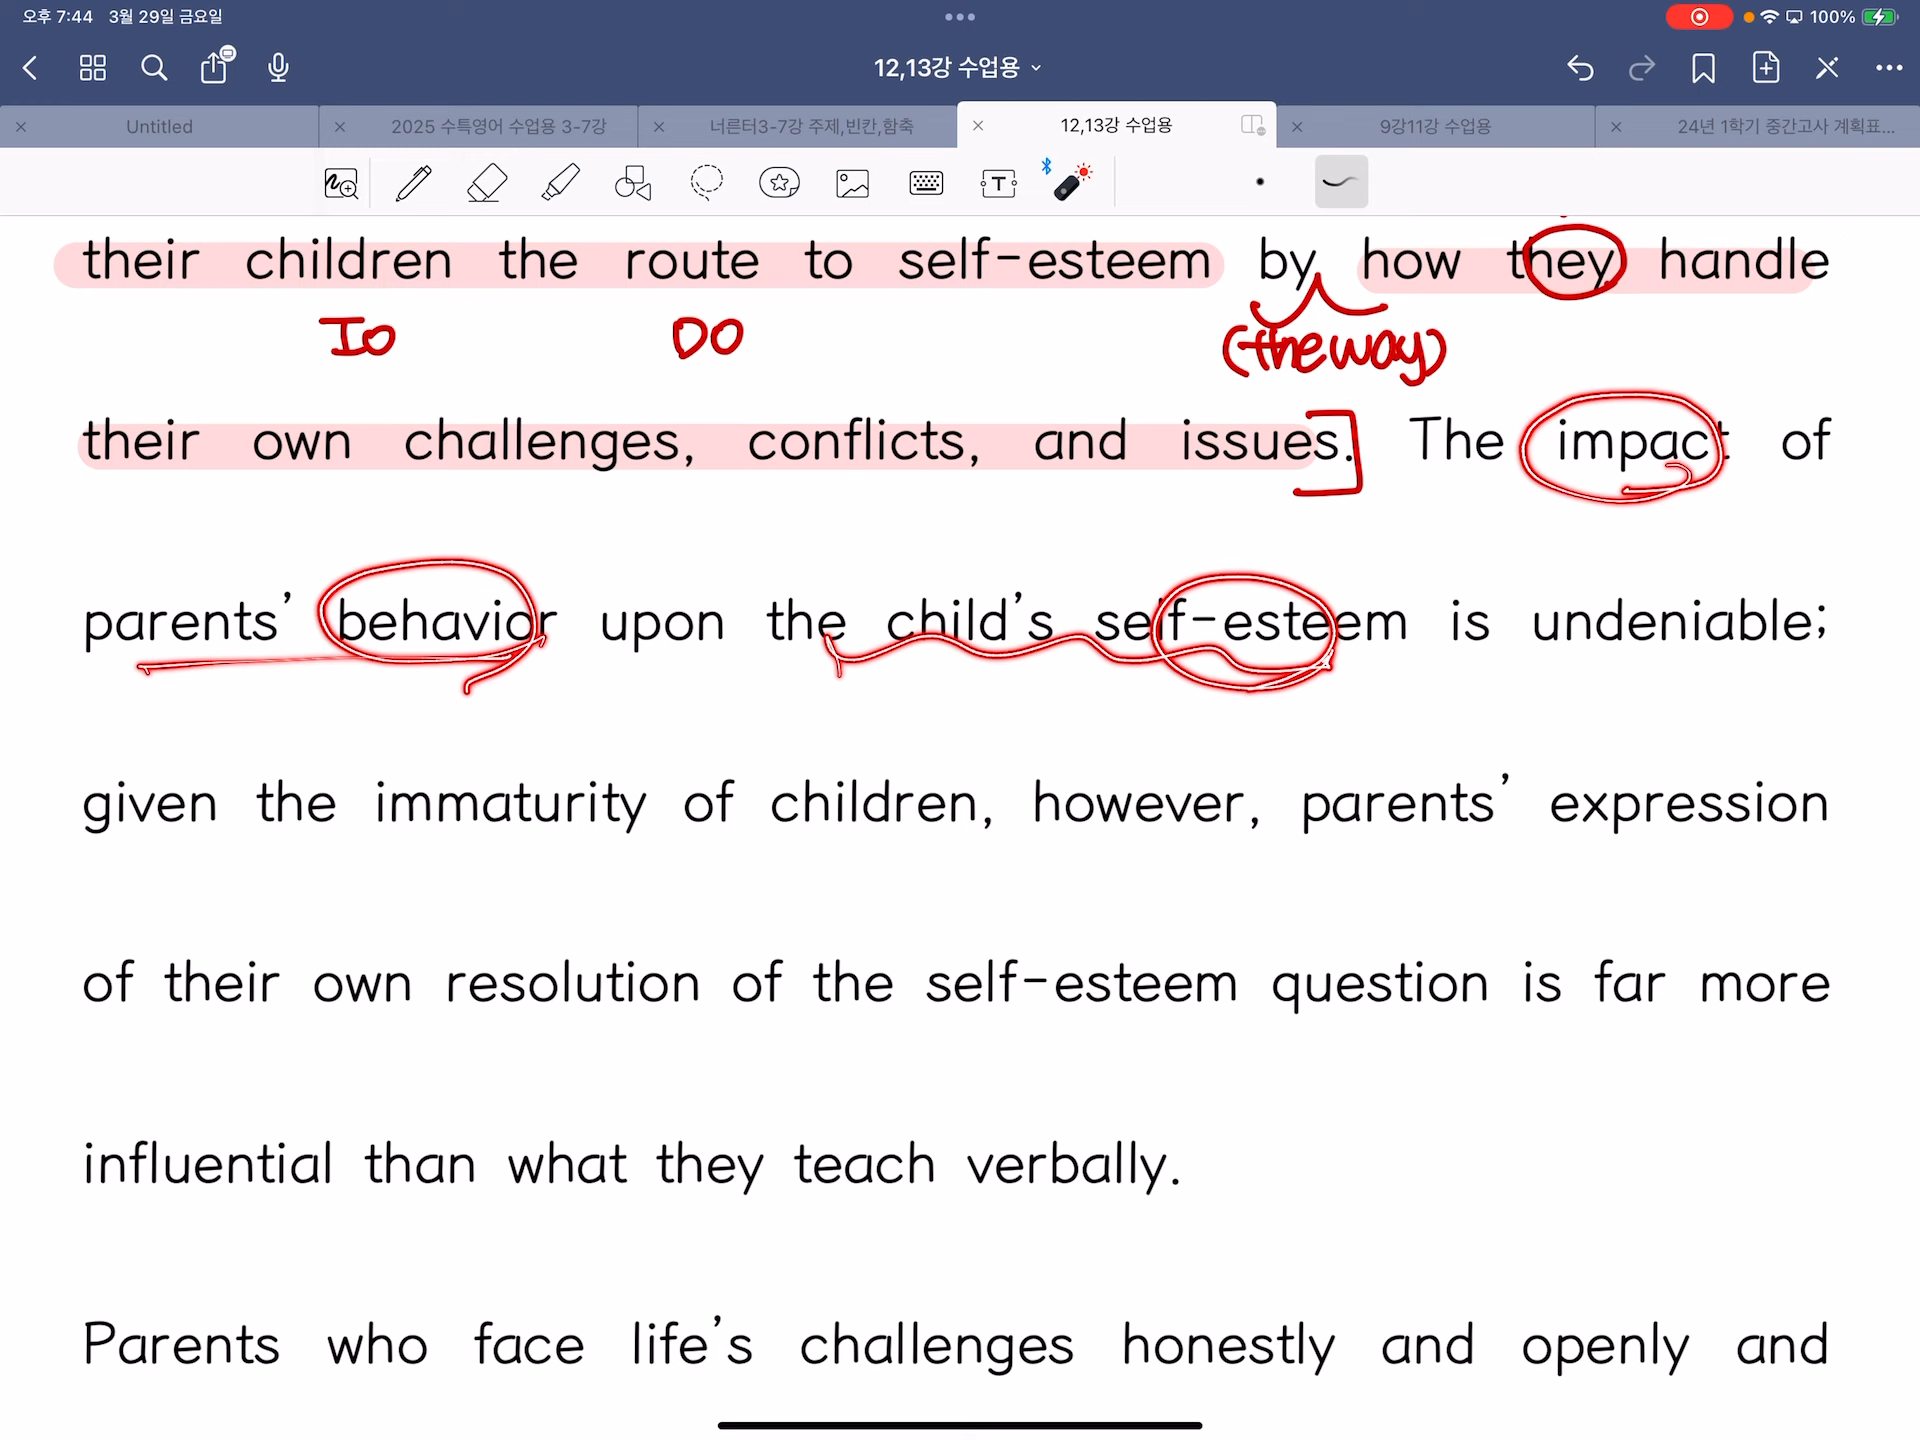 오후 7:44 3월 29일 금요일
100%
12,13강 수업용
Untitled
2025 수특영어 수업용 3-7강
너른터3-7강 주제,빈칸,함축
12,13강 수업용
9강11강 수업용
24년 1학기 중간고사 계획표...
their children the route to self-esteem by how they handle
IO DO (the way)
their own challenges, conflicts, and issues.] The impact of
parents’ behavior upon the child’s self-esteem is undeniable;
given the immaturity of children, however, parents’ expression
of their own resolution of the self-esteem question is far more
influential than what they teach verbally.
Parents who face life’s challenges honestly and openly and